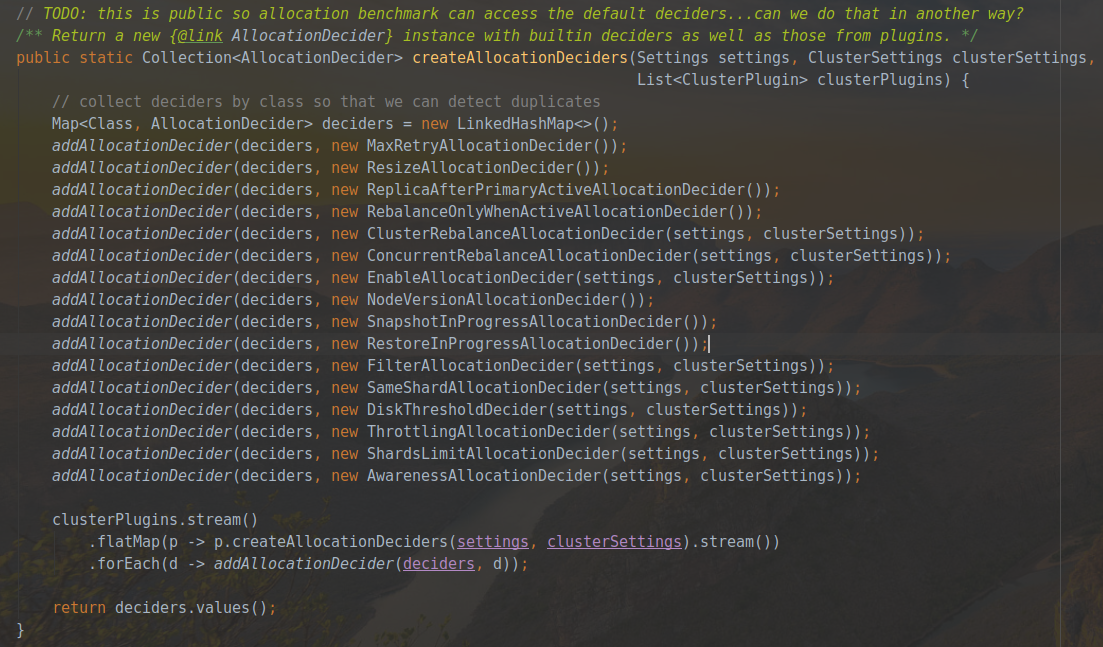 // TODO: this is public so allocation benchmark can access the default deciders...can we do that in another way?
/** Return a new {@link AllocationDecider} instance with builtin deciders as well as those from plugins. */
public static Collection<AllocationDecider> createAllocationDeciders(Settings settings, ClusterSettings clusterSettings,
                                                                     List<ClusterPlugin> clusterPlugins) {
    // collect deciders by class so that we can detect duplicates
    Map<Class, AllocationDecider> deciders = new LinkedHashMap<>();
    addAllocationDecider(deciders, new MaxRetryAllocationDecider());
    addAllocationDecider(deciders, new ResizeAllocationDecider());
    addAllocationDecider(deciders, new ReplicaAfterPrimaryActiveAllocationDecider());
    addAllocationDecider(deciders, new RebalanceOnlyWhenActiveAllocationDecider());
    addAllocationDecider(deciders, new ClusterRebalanceAllocationDecider(settings, clusterSettings));
    addAllocationDecider(deciders, new ConcurrentRebalanceAllocationDecider(settings, clusterSettings));
    addAllocationDecider(deciders, new EnableAllocationDecider(settings, clusterSettings));
    addAllocationDecider(deciders, new NodeVersionAllocationDecider());
    addAllocationDecider(deciders, new SnapshotInProgressAllocationDecider());
    addAllocationDecider(deciders, new RestoreInProgressAllocationDecider());
    addAllocationDecider(deciders, new FilterAllocationDecider(settings, clusterSettings));
    addAllocationDecider(deciders, new SameShardAllocationDecider(settings, clusterSettings));
    addAllocationDecider(deciders, new DiskThresholdDecider(settings, clusterSettings));
    addAllocationDecider(deciders, new ThrottlingAllocationDecider(settings, clusterSettings));
    addAllocationDecider(deciders, new ShardsLimitAllocationDecider(settings, clusterSettings));
    addAllocationDecider(deciders, new AwarenessAllocationDecider(settings, clusterSettings));

    clusterPlugins.stream()
        .flatMap(p -> p.createAllocationDeciders(settings, clusterSettings).stream())
        .forEach(d -> addAllocationDecider(deciders, d));

    return deciders.values();
}